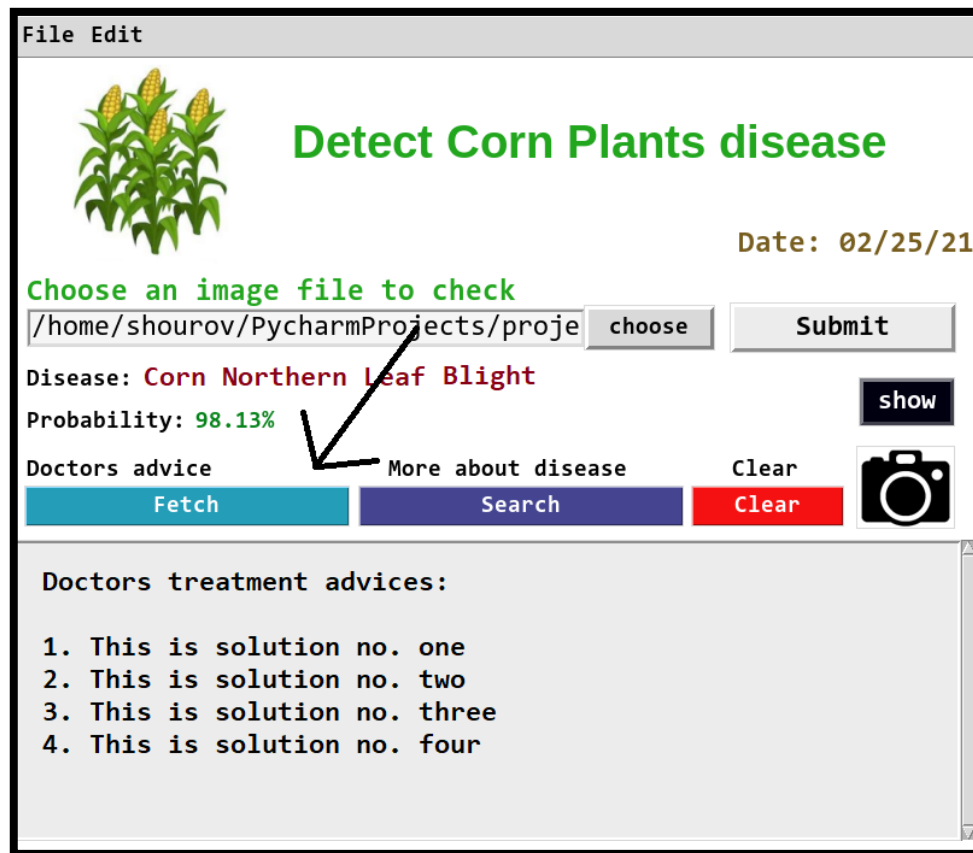 File Edit
Detect Corn Plants disease
Date: 02/25/21
Choose an image file to check
/home/shourov/PycharmProjects/proje choose Submit
Disease: Corn Northern Leaf Blight
show
Probability: 98.13%
Doctors advice More about disease Clear
Fetch Search Clear
Doctors treatment advices:
1. This is solution no. one
2. This is solution no. two
3. This is solution no. three
4. This is solution no. four